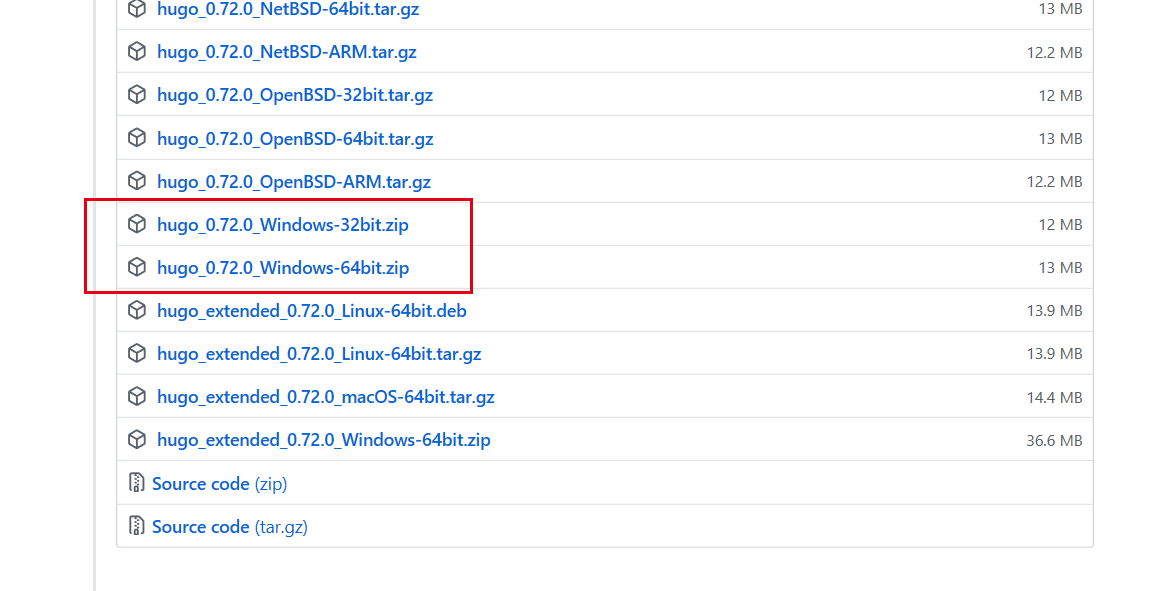 hugo_0.72.0_NetBSD-64bit.tar.gz 13 MB
hugo_0.72.0_NetBSD-ARM.tar.gz 12.2 MB
hugo_0.72.0_OpenBSD-32bit.tar.gz 12 MB
hugo_0.72.0_OpenBSD-64bit.tar.gz 13 MB
hugo_0.72.0_OpenBSD-ARM.tar.gz 12.2 MB
hugo_0.72.0_Windows-32bit.zip 12 MB
hugo_0.72.0_Windows-64bit.zip 13 MB
hugo_extended_0.72.0_Linux-64bit.deb 13.9 MB
hugo_extended_0.72.0_Linux-64bit.tar.gz 13.9 MB
hugo_extended_0.72.0_macOS-64bit.tar.gz 14.4 MB
hugo_extended_0.72.0_Windows-64bit.zip 36.6 MB
Source code (zip)
Source code (tar.gz)